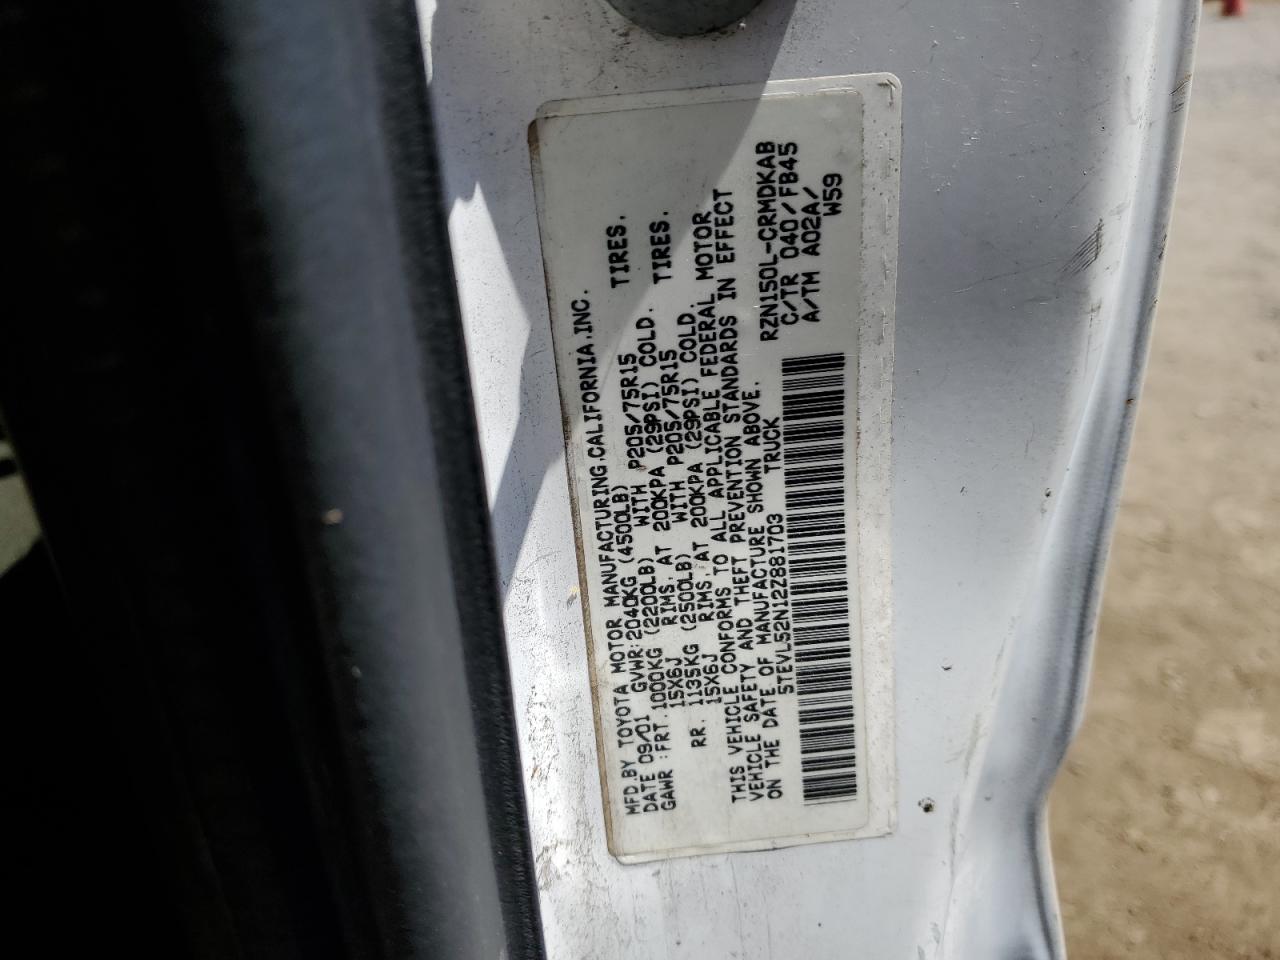 MFD.BY TOYOTA MOTOR MANUFACTURING.CALIFORNIA,INC.
DATE 09/01 GVWR:2040KG (4500LB)
GAWR :FRT.1000KG (2200LB) WITH P205/75R15 TIRES.
15X6J RIMS, AT 200KPA (29PSI) COLD.
RR. 1135KG (2500LB) WITH P205/75R15 TIRES.
15X6J RIMS, AT 200KPA (29PSI) COLD.
THIS VEHICLE CONFORMS TO ALL APPLICABLE FEDERAL MOTOR
VEHICLE SAFETY AND THEFT PREVENTION STANDARDS IN EFFECT
ON THE DATE OF MANUFACTURE SHOWN ABOVE.
5TEVL52N12Z881703 TRUCK
RZN150L-CRMDKAB
C/TR 040/FB45
A/TM A02A/
W59